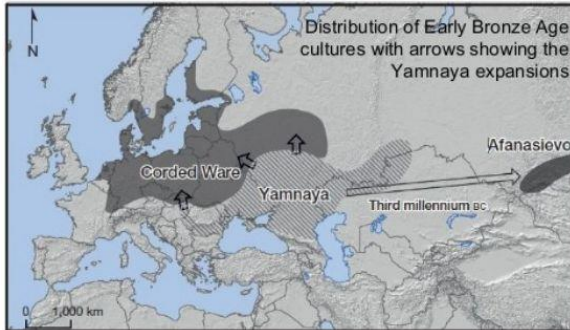 Distribution of Early Bronze Age
cultures with arrows showing the
Yamnaya expansions
N
Afanasievo
Corded Ware
Yamnaya
Third millennium BC
0 1,000 km